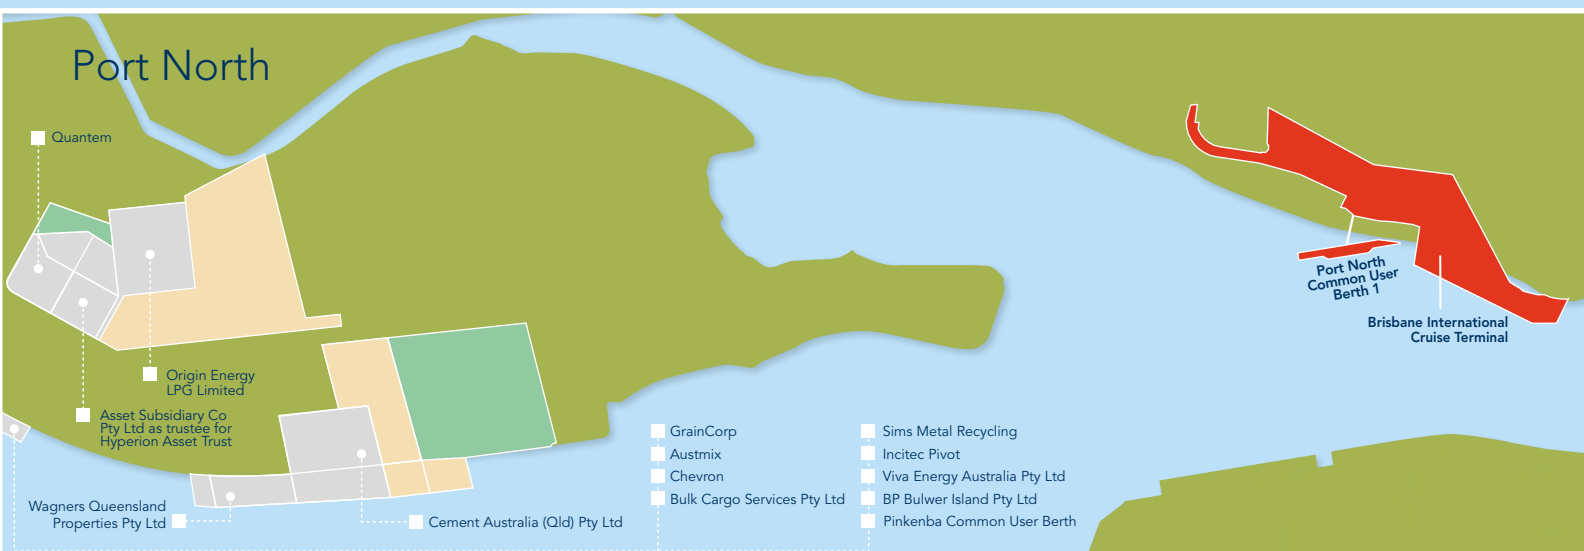 Port North
Quantem
Origin Energy
LPG Limited
Asset Subsidiary Co
Pty Ltd as trustee for
Hyperion Asset Trust
Wagners Queensland
Properties Pty Ltd
Cement Australia (Qld) Pty Ltd
GrainCorp
Austmix
Chevron
Bulk Cargo Services Pty Ltd
Sims Metal Recycling
Incitec Pivot
Viva Energy Australia Pty Ltd
BP Bulwer Island Pty Ltd
Pinkenba Common User Berth
Port North
Common User
Berth 1
Brisbane International
Cruise Terminal